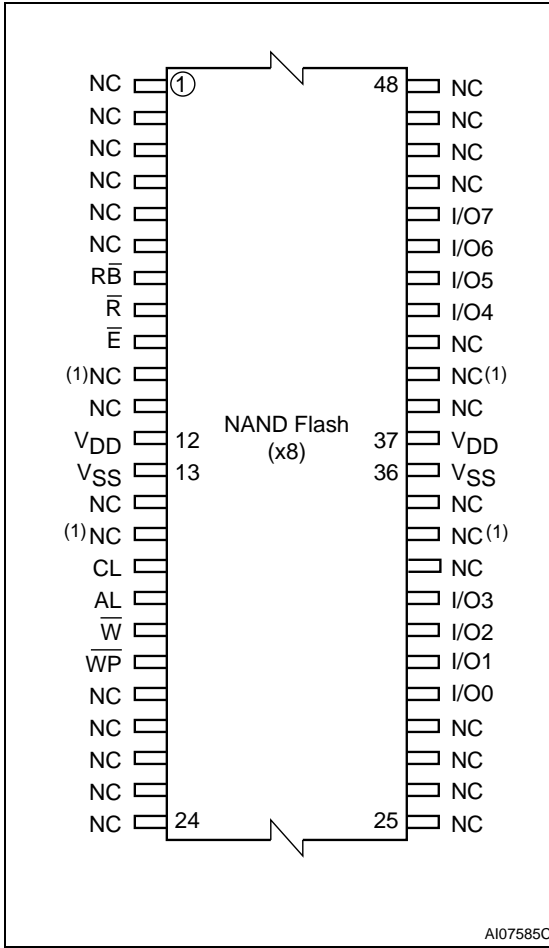 NC ① 48 NC
NC NC
NC NC
NC NC
NC I/O7
NC I/O6
RB̅ I/O5
R̅ I/O4
E̅ NC
(1)NC NC(1)
NC NC
VDD 12 NAND Flash 37 VDD
(x8)
VSS 13 36 VSS
NC NC
(1)NC NC(1)
CL NC
AL I/O3
W̅ I/O2
W̅P̅ I/O1
NC I/O0
NC NC
NC NC
NC NC
NC 24 25 NC
AI07585C